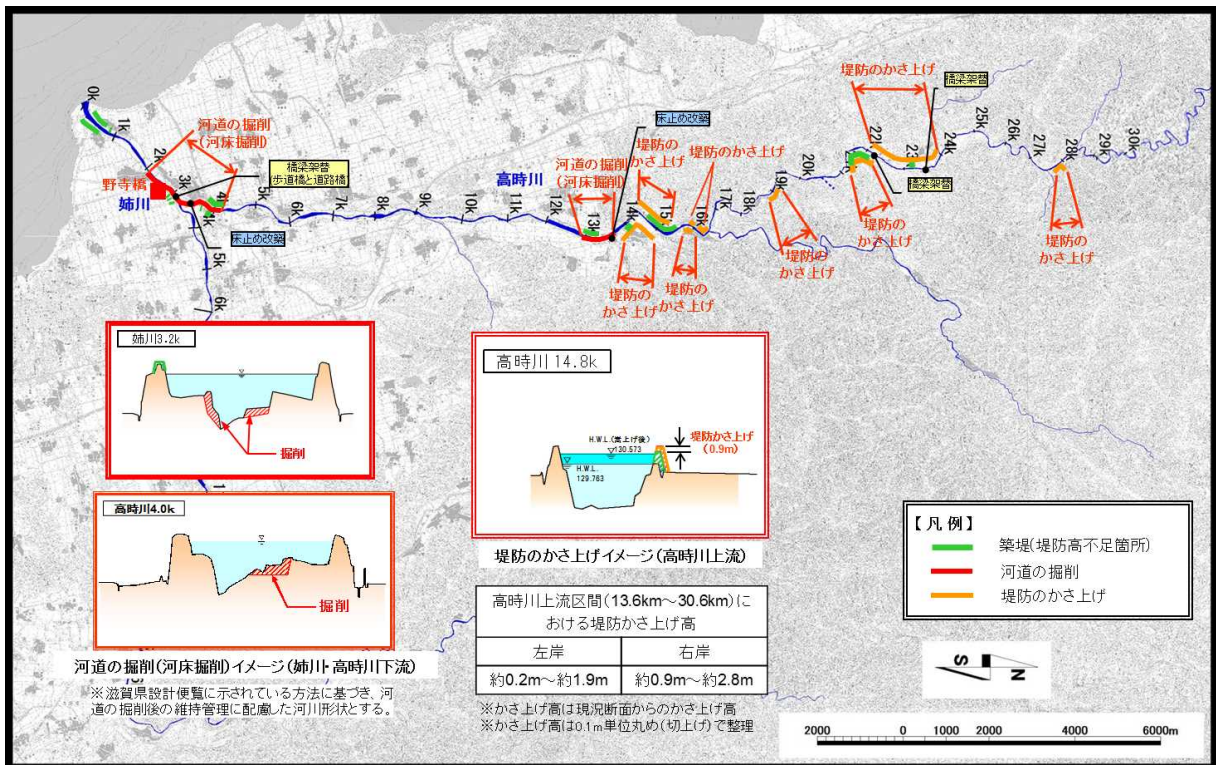 0k
1k
2k
3k
4k
5k
6k
7k
8k
9k
10k
11k
12k
13k
14k
15k
16k
17k
18k
19k
20k
22k
23k
24k
25k
26k
27k
28k
29k
30k
4k
5k
6k
河道の掘削
(河床掘削)
橋梁架替
歩道橋と道路橋
野寺橋
姉川
床止め改築
高時川
河道の掘削
(河床掘削)
床止め改築
堤防の
かさ上げ
堤防のかさ上げ
堤防の
かさ上げ
堤防の
かさ上げ
堤防の
かさ上げ
堤防のかさ上げ
橋梁架替
橋梁架替
堤防の
かさ上げ
堤防の
かさ上げ
姉川3.2k
掘削
高時川4.0k
掘削
河道の掘削(河床掘削)イメージ(姉川・高時川下流)
※滋賀県設計便覧に示されている方法に基づき、河
道の掘削後の維持管理に配慮した河川形状とする。
高時川 14.8k
H.W.L.(嵩上げ後)
130.573
H.W.L.
129.763
堤防かさ上げ
(0.9m)
堤防のかさ上げイメージ(高時川上流)
高時川上流区間(13.6km~30.6km)に
おける堤防かさ上げ高
左岸 右岸
約0.2m~約1.9m 約0.9m~約2.8m
※かさ上げ高は現況断面からのかさ上げ高
※かさ上げ高は0.1m単位丸め(切上げ)で整理
【凡例】
築堤(堤防高不足箇所)
河道の掘削
堤防のかさ上げ
S N
2000 0 1000 2000 4000 6000m